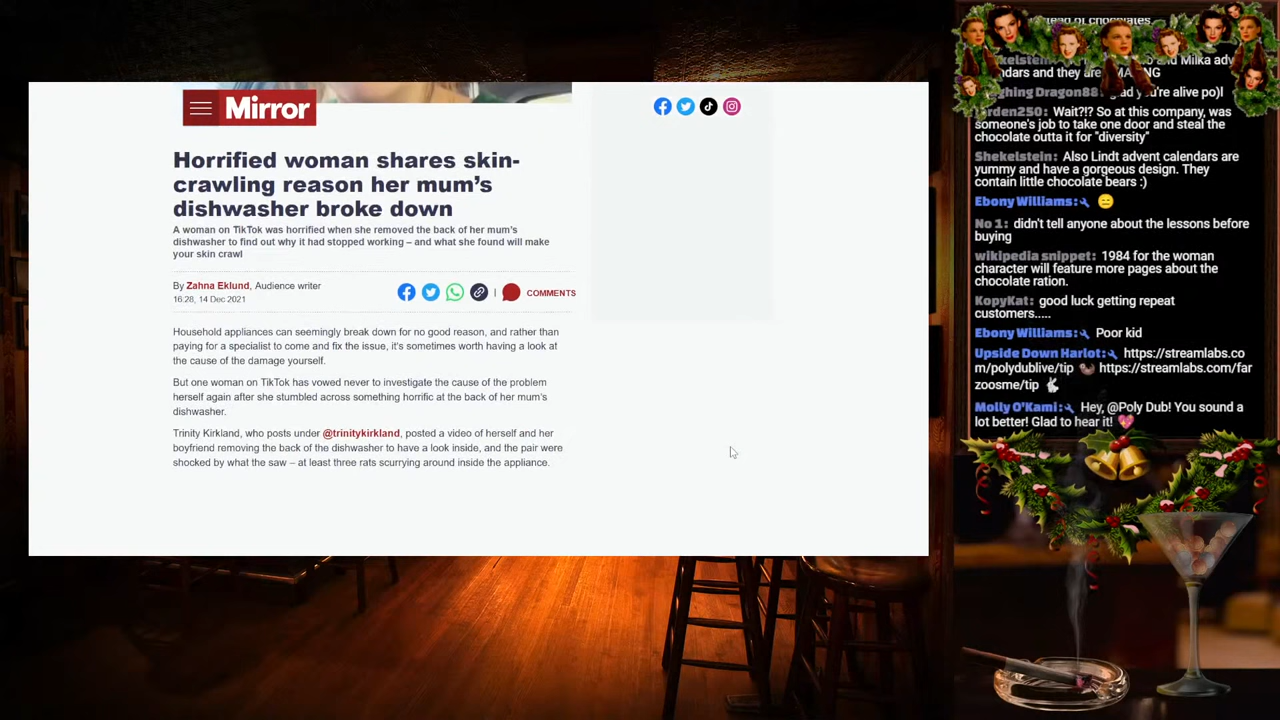 Mirror
Horrified woman shares skin-
crawling reason her mum's
dishwasher broke down
A woman on TikTok was horrified when she removed the back of her mum's
dishwasher to find out why it had stopped working – and what she found will make
your skin crawl
By Zahna Eklund, Audience writer
16:28, 14 Dec 2021
| COMMENTS
Household appliances can seemingly break down for no good reason, and rather than
paying for a specialist to come and fix the issue, it's sometimes worth having a look at
the cause of the damage yourself.
But one woman on TikTok has vowed never to investigate the cause of the problem
herself again after she stumbled across something horrific at the back of her mum's
dishwasher.
Trinity Kirkland, who posts under @trinitykirkland, posted a video of herself and her
boyfriend removing the back of the dishwasher to have a look inside, and the pair were
shocked by what the saw – at least three rats scurrying around inside the appliance.
of chocolates.
Milka
and they are
you're alive po)l
Wait?!? So at this company, was
someone's job to take one door and steal the
chocolate outta it for "diversity"
Shekelstein: Also Lindt advent calendars are
yummy and have a gorgeous design. They
contain little chocolate bears :)
Ebony Williams: 😑
No 1: didn't tell anyone about the lessons before
buying
wikipedia snippet: 1984 for the woman
character will feature more pages about the
chocolate ration.
KopyKat: good luck getting repeat
customers.....
Ebony Williams: Poor kid
Upside Down Harlot: https://streamlabs.co
m/polydublive/tip 🦦 https://streamlabs.com/far
zoosme/tip 🐇
Molly O'Kami: Hey, @Poly Dub! You sound a
lot better! Glad to hear it! 💖